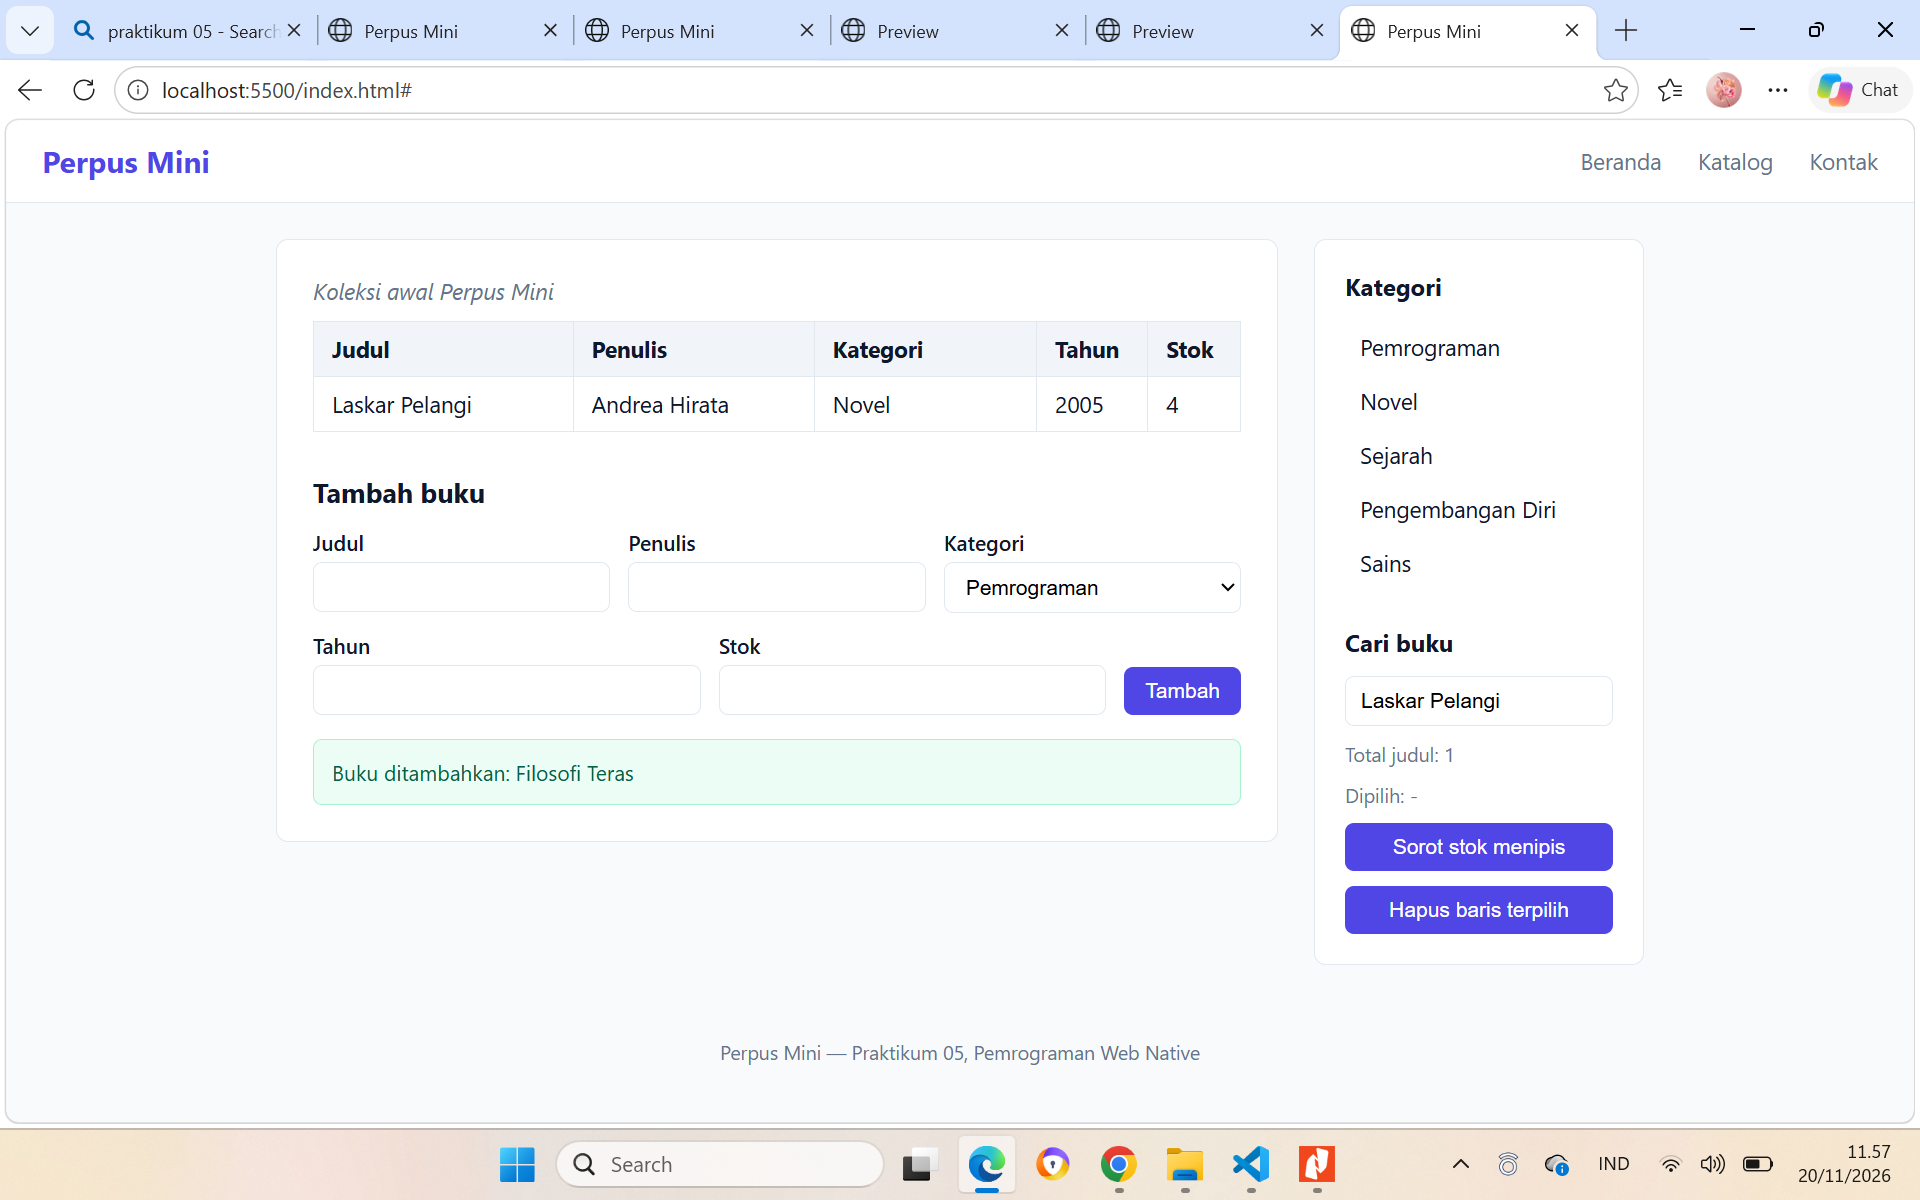 praktikum 05 - Search
Perpus Mini
Perpus Mini
Preview
Preview
Perpus Mini
localhost:5500/index.html#
Chat
Perpus Mini
Beranda
Katalog
Kontak
Koleksi awal Perpus Mini
Judul Penulis Kategori Tahun Stok
Laskar Pelangi Andrea Hirata Novel 2005 4
Tambah buku
Judul Penulis Kategori
Pemrograman
Tahun Stok
Tambah
Buku ditambahkan: Filosofi Teras
Kategori
Pemrograman
Novel
Sejarah
Pengembangan Diri
Sains
Cari buku
Laskar Pelangi
Total judul: 1
Dipilih: -
Sorot stok menipis
Hapus baris terpilih
Perpus Mini — Praktikum 05, Pemrograman Web Native
Search
IND
11.57
20/11/2026